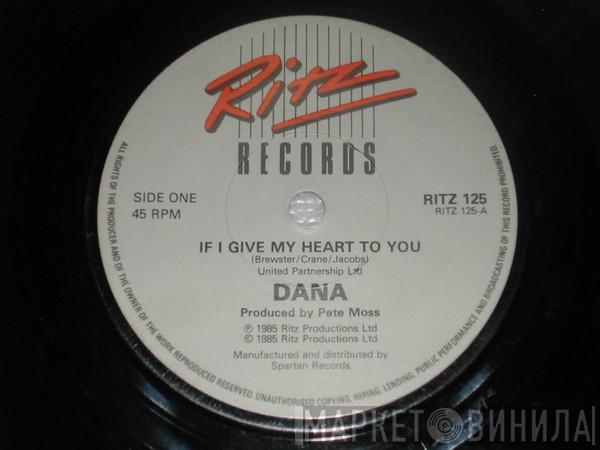 Ritz
RECORDS
SIDE ONE
45 RPM
RITZ 125
RITZ 125-A
IF I GIVE MY HEART TO YOU
(Brewster/Crane/Jacobs)
United Partnership Ltd
DANA
Produced by Pete Moss
℗ 1985 Ritz Productions Ltd
© 1985 Ritz Productions Ltd
Manufactured and distributed by
Spartan Records
ALL RIGHTS OF THE PRODUCER AND OF THE OWNER OF THE WORK REPRODUCED RESERVED. UNAUTHORISED COPYING, HIRING, LENDING, PUBLIC PERFORMANCE AND BROADCASTING OF THIS RECORD PROHIBITED
МАРКЕТ ВИНИЛА